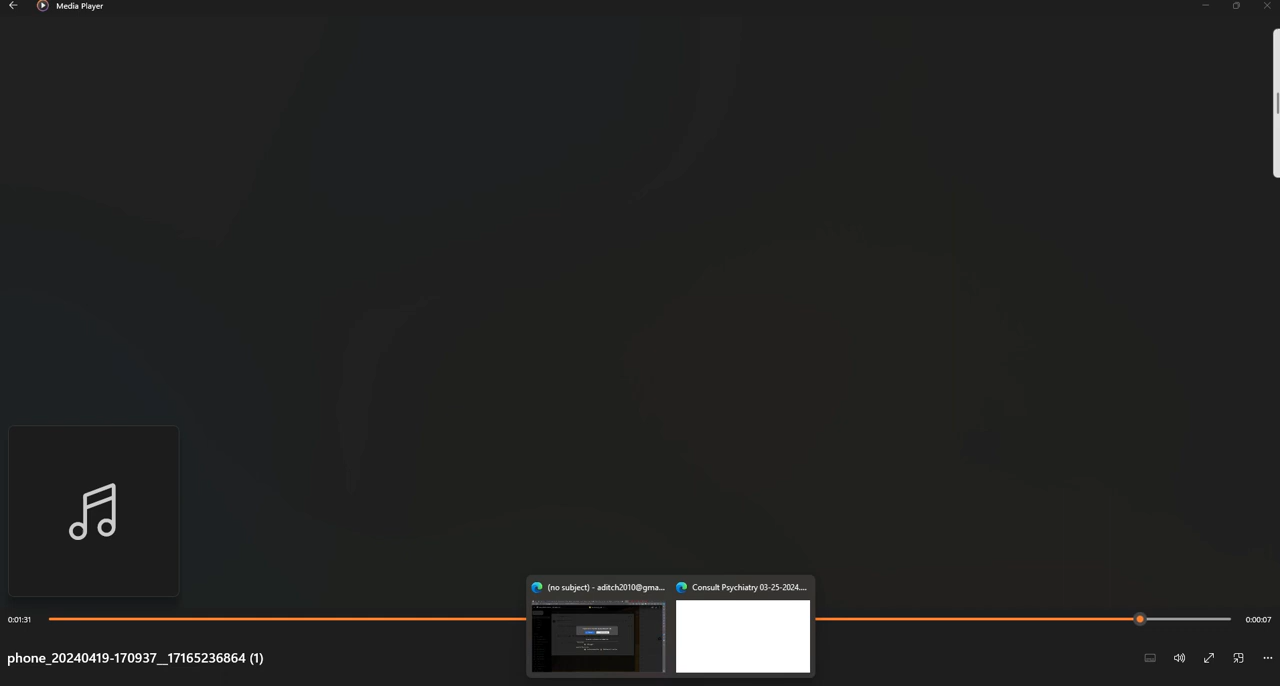 Media Player
(no subject) - aditch2010@gma...
Consult Psychiatry 03-25-2024....
0:01:31
0:00:07
phone_20240419-170937__17165236864 (1)